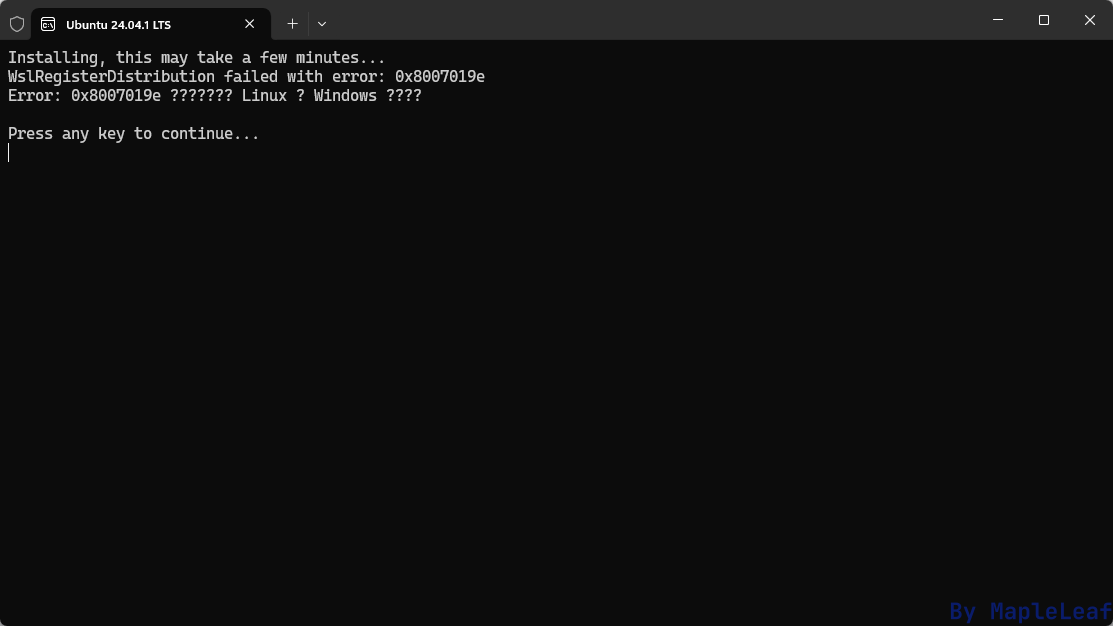 Ubuntu 24.04.1 LTS
Installing, this may take a few minutes...
WslRegisterDistribution failed with error: 0x8007019e
Error: 0x8007019e ??????? Linux ? Windows ????
Press any key to continue...
By MapleLeaf